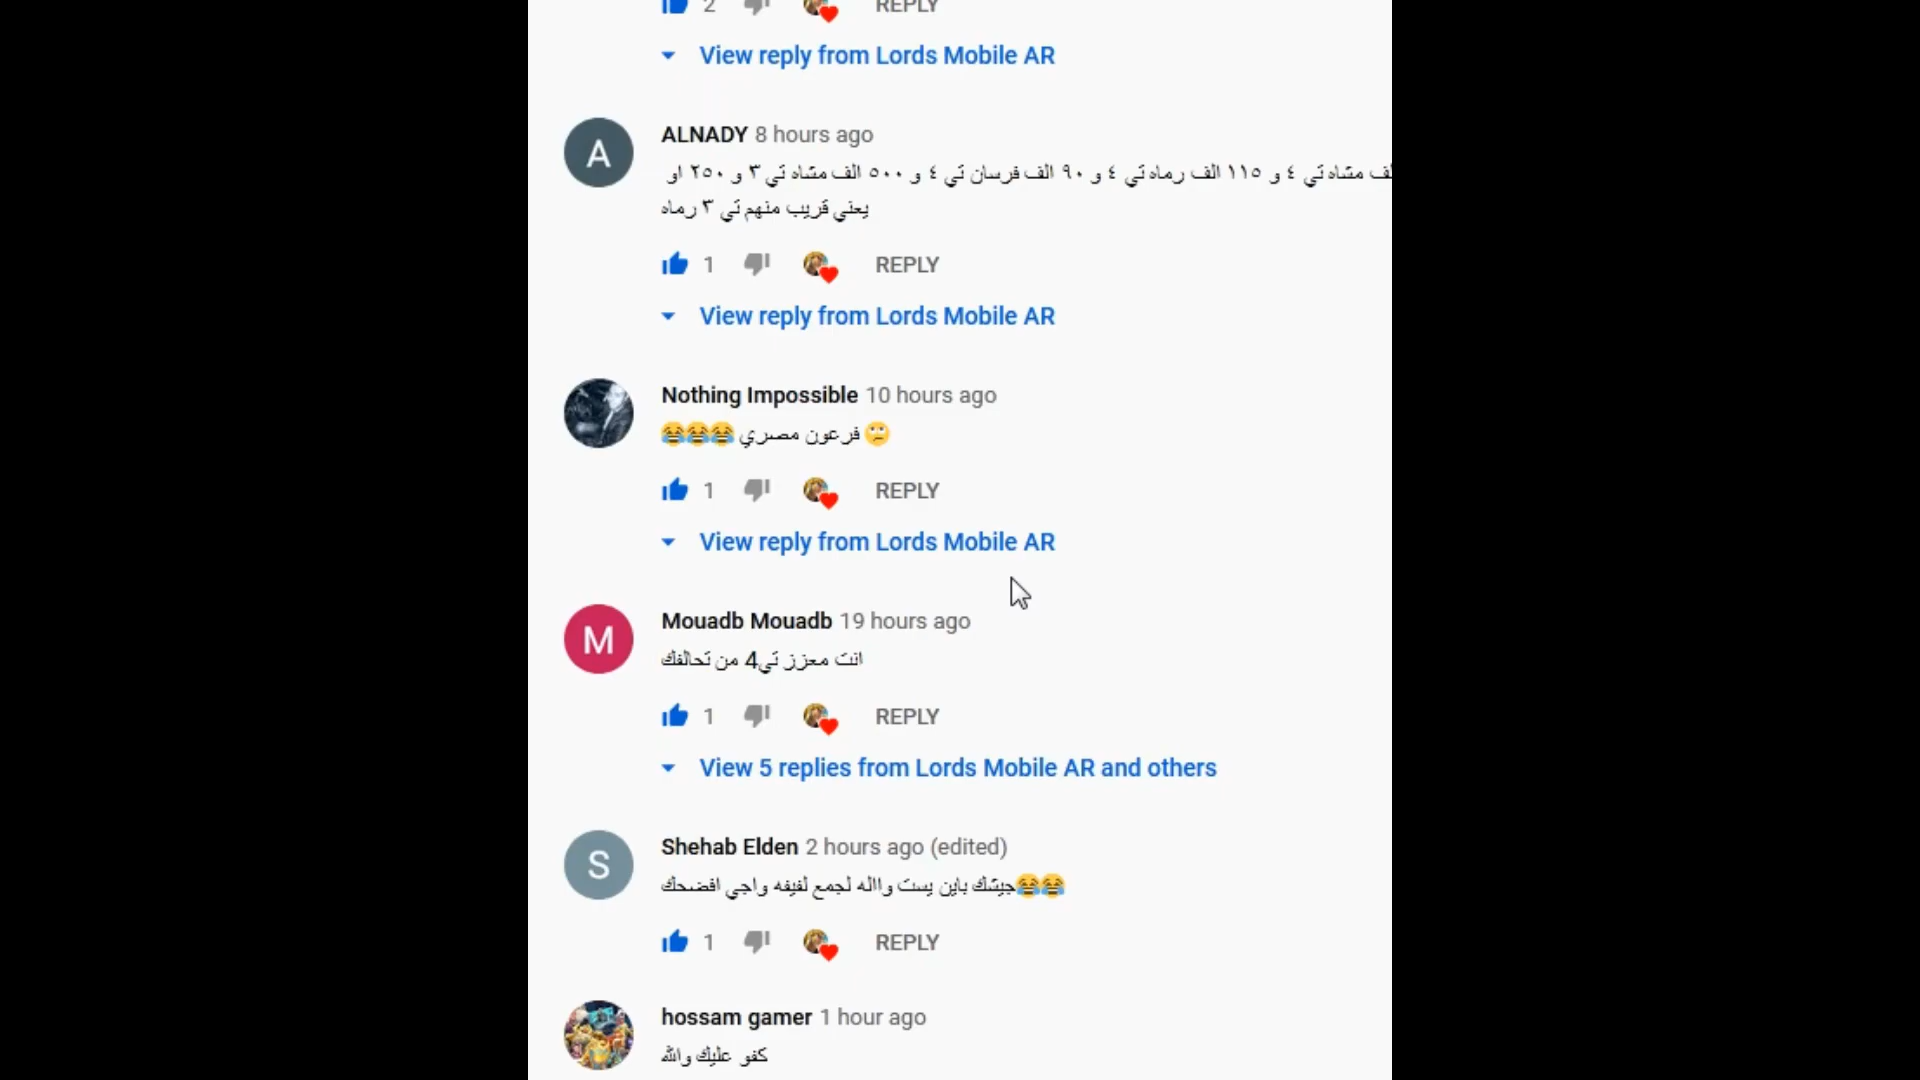 2 REPLY
View reply from Lords Mobile AR
A
ALNADY 8 hours ago
ف مشاه تي ٤ و ١١٥ الف رماه تي ٤ و ٩٠ الف فرسان تي ٤ و ٥٠٠ الف مشاه تي ٣ و ٢٥٠ او
يعني قريب منهم تي ٣ رماه
1 REPLY
View reply from Lords Mobile AR
Nothing Impossible 10 hours ago
😂😂😂 فرعون مصري 🙄
1 REPLY
View reply from Lords Mobile AR
M
Mouadb Mouadb 19 hours ago
انت معزز تي4 من تحالفك
1 REPLY
View 5 replies from Lords Mobile AR and others
S
Shehab Elden 2 hours ago (edited)
😂😂جيشك باين يست واالله لجمع لفيفه واجي افضحك
1 REPLY
hossam gamer 1 hour ago
كفو عليك والله